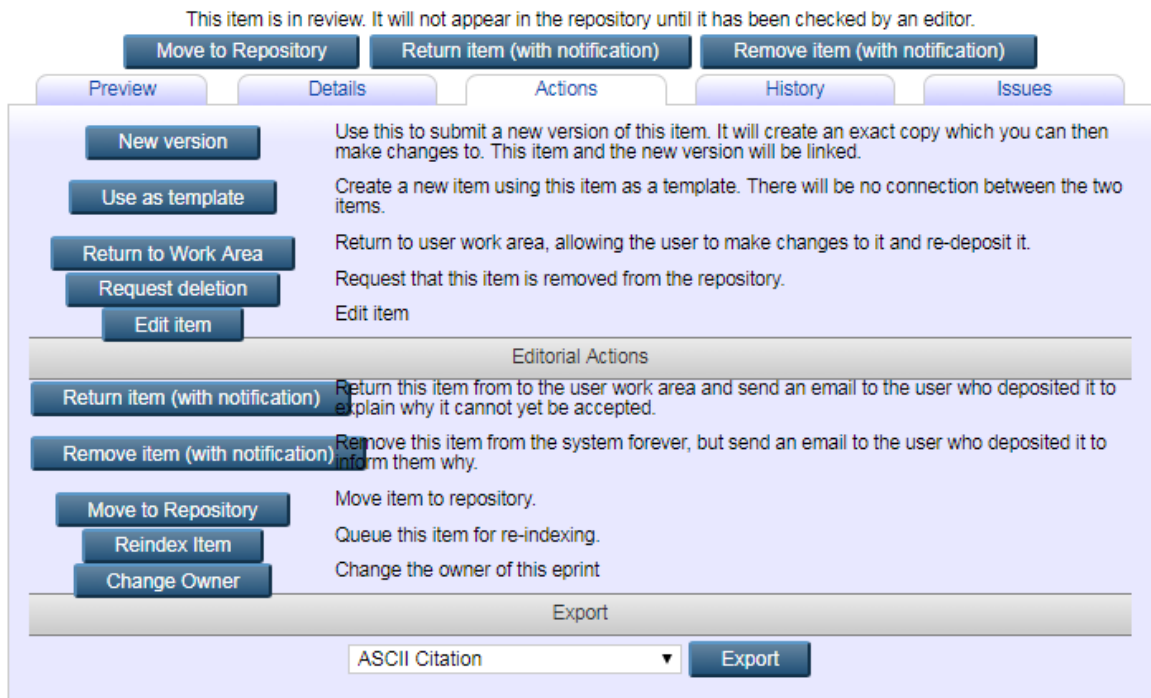 This item is in review. It will not appear in the repository until it has been checked by an editor.
Move to Repository Return item (with notification) Remove item (with notification)
Preview Details Actions History Issues
New version
Use this to submit a new version of this item. It will create an exact copy which you can then
make changes to. This item and the new version will be linked.
Use as template
Create a new item using this item as a template. There will be no connection between the two
items.
Return to Work Area
Return to user work area, allowing the user to make changes to it and re-deposit it.
Request deletion
Request that this item is removed from the repository.
Edit item
Edit item
Editorial Actions
Return item (with notification)
Return this item from to the user work area and send an email to the user who deposited it to
explain why it cannot yet be accepted.
Remove item (with notification)
Remove this item from the system forever, but send an email to the user who deposited it to
inform them why.
Move to Repository
Move item to repository.
Reindex Item
Queue this item for re-indexing.
Change Owner
Change the owner of this eprint
Export
ASCII Citation Export